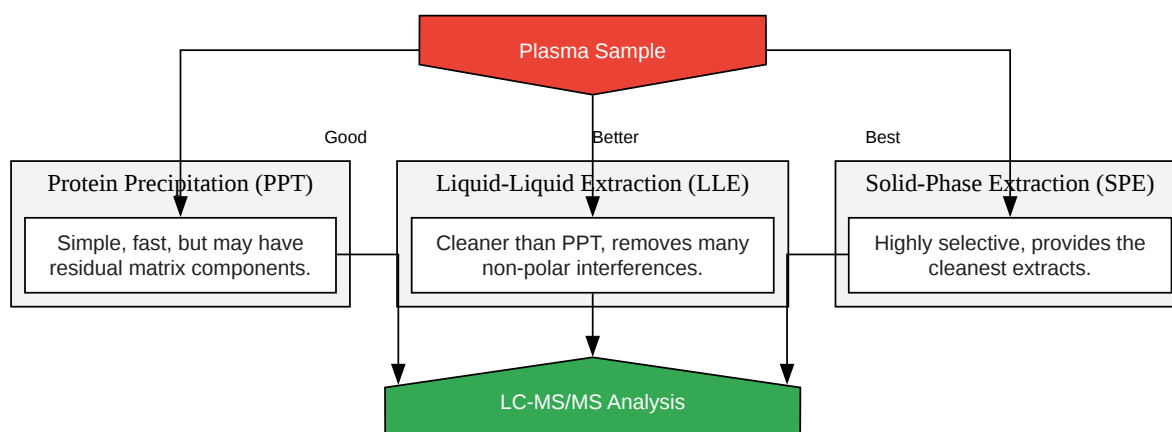 Plasma Sample
Good
Better
Best
Protein Precipitation (PPT)
Simple, fast, but may have
residual matrix components.
Liquid-Liquid Extraction (LLE)
Cleaner than PPT, removes many
non-polar interferences.
Solid-Phase Extraction (SPE)
Highly selective, provides the
cleanest extracts.
LC-MS/MS Analysis